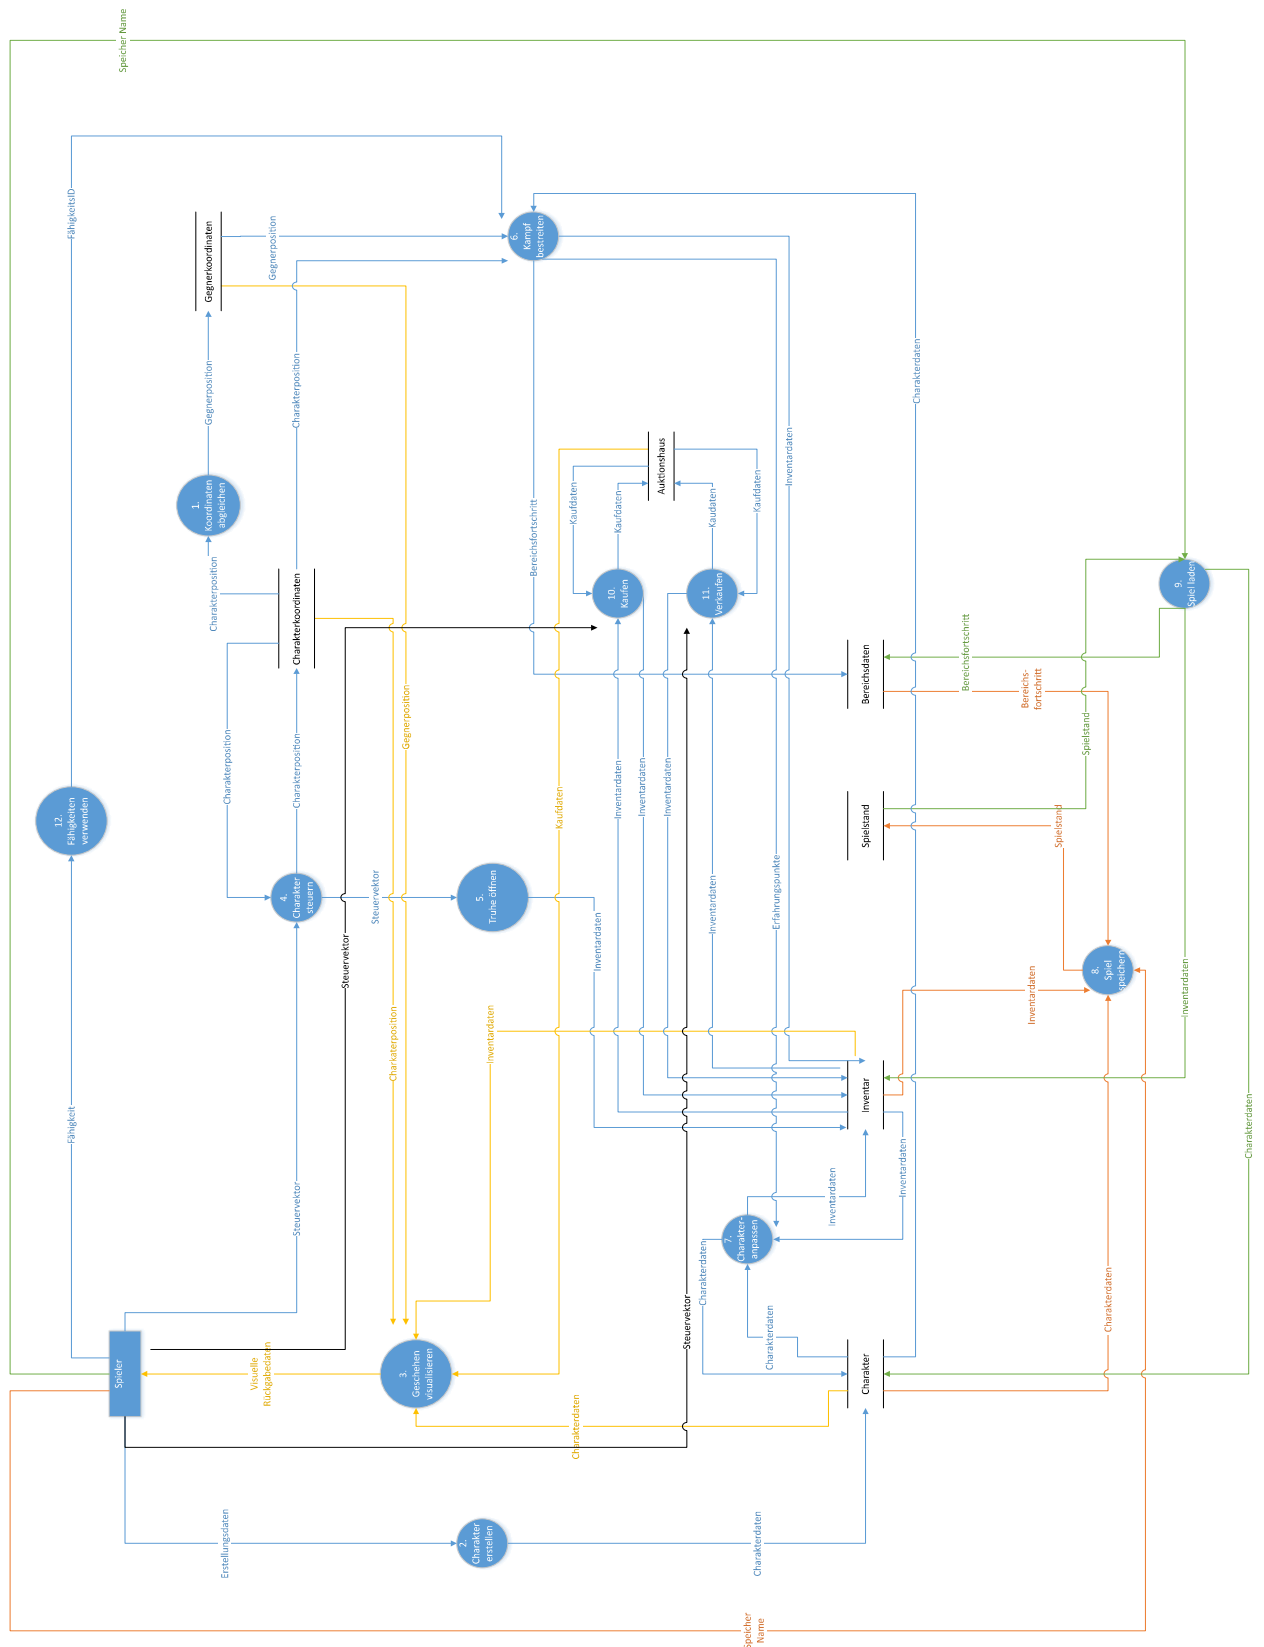 Fähigkeit
12.
Fähigkeiten
verwenden
FähigkeitsID
Spieler
Speicher Name
1.
Koordinaten
abgleichen
Gegnerposition
Gegnerkoordinaten
Charakterposition
Erstellungsdaten
Charakterposition
Visuelle
Rückgabedaten
Gegnerposition
Steuervektor
4.
Charakter
steuern
Charakterposition
Charakterkoordinaten
Charakterposition
Steuervektor
Steuervektor
Charkaterposition
Gegnerposition
3.
Geschehen
visualisieren
2.
Charakter
erstellen
5.
Truhe öffnen
Inventardaten
6.
Kampf
bestreiten
Bereichsfortschritt
Kaufdaten
Charakterdaten
Kaufdaten
Inventardaten
10.
Kaufen
Inventardaten
Kaufdaten
Inventardaten
Auktionshaus
Inventardaten
Steuervektor
Charakterdaten
Inventardaten
11.
Verkaufen
Kaudaten
7.
Charakter-
anpassen
Speicher
Name
Charakterdaten
Kaufdaten
Charakterdaten
Erfahrungspunkte
Inventardaten
Inventardaten
Charakter
Inventar
Spielstand
Bereichsdaten
Inventardaten
Charakterdaten
Bereichsfortschritt
Inventardaten
Bereichs-
fortschritt
Spielstand
Spielstand
Charakterdaten
8.
Spiel
speichern
Inventardaten
9.
Spiel laden
Charakterdaten